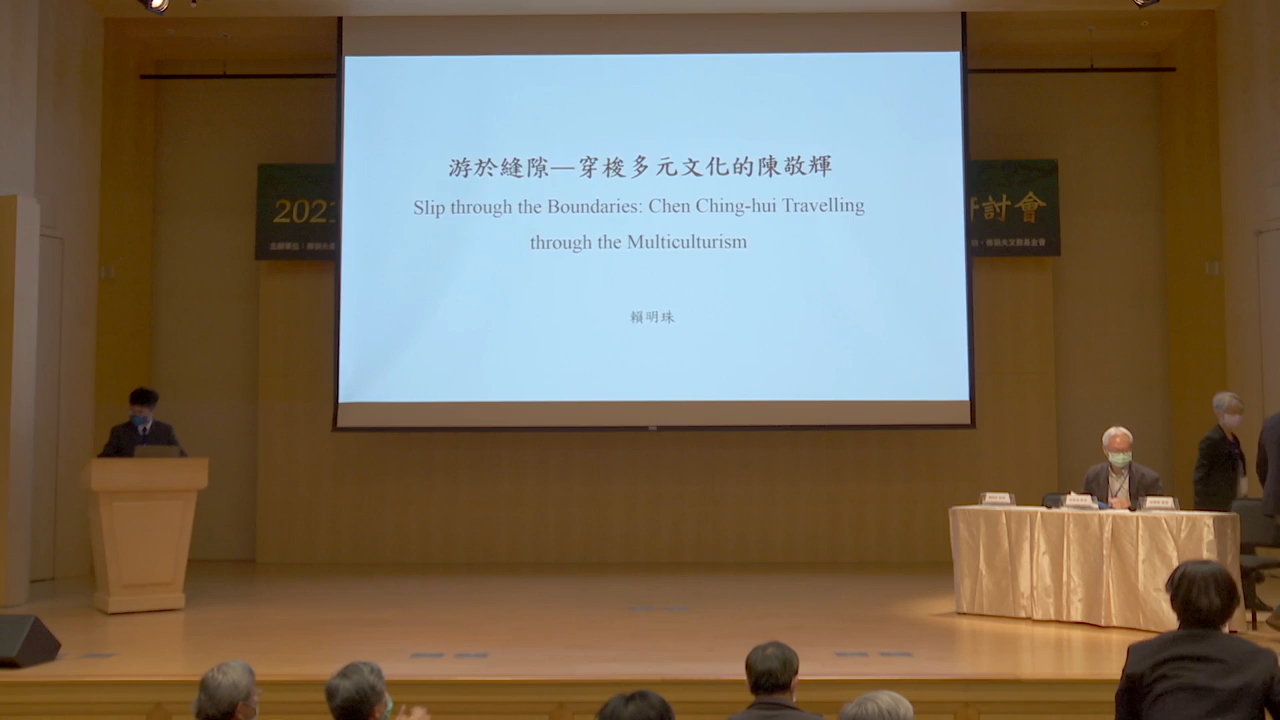 游於縫隙—穿梭多元文化的陳敬輝
Slip through the Boundaries: Chen Ching-hui Travelling
through the Multiculturism
賴明珠
202
討會